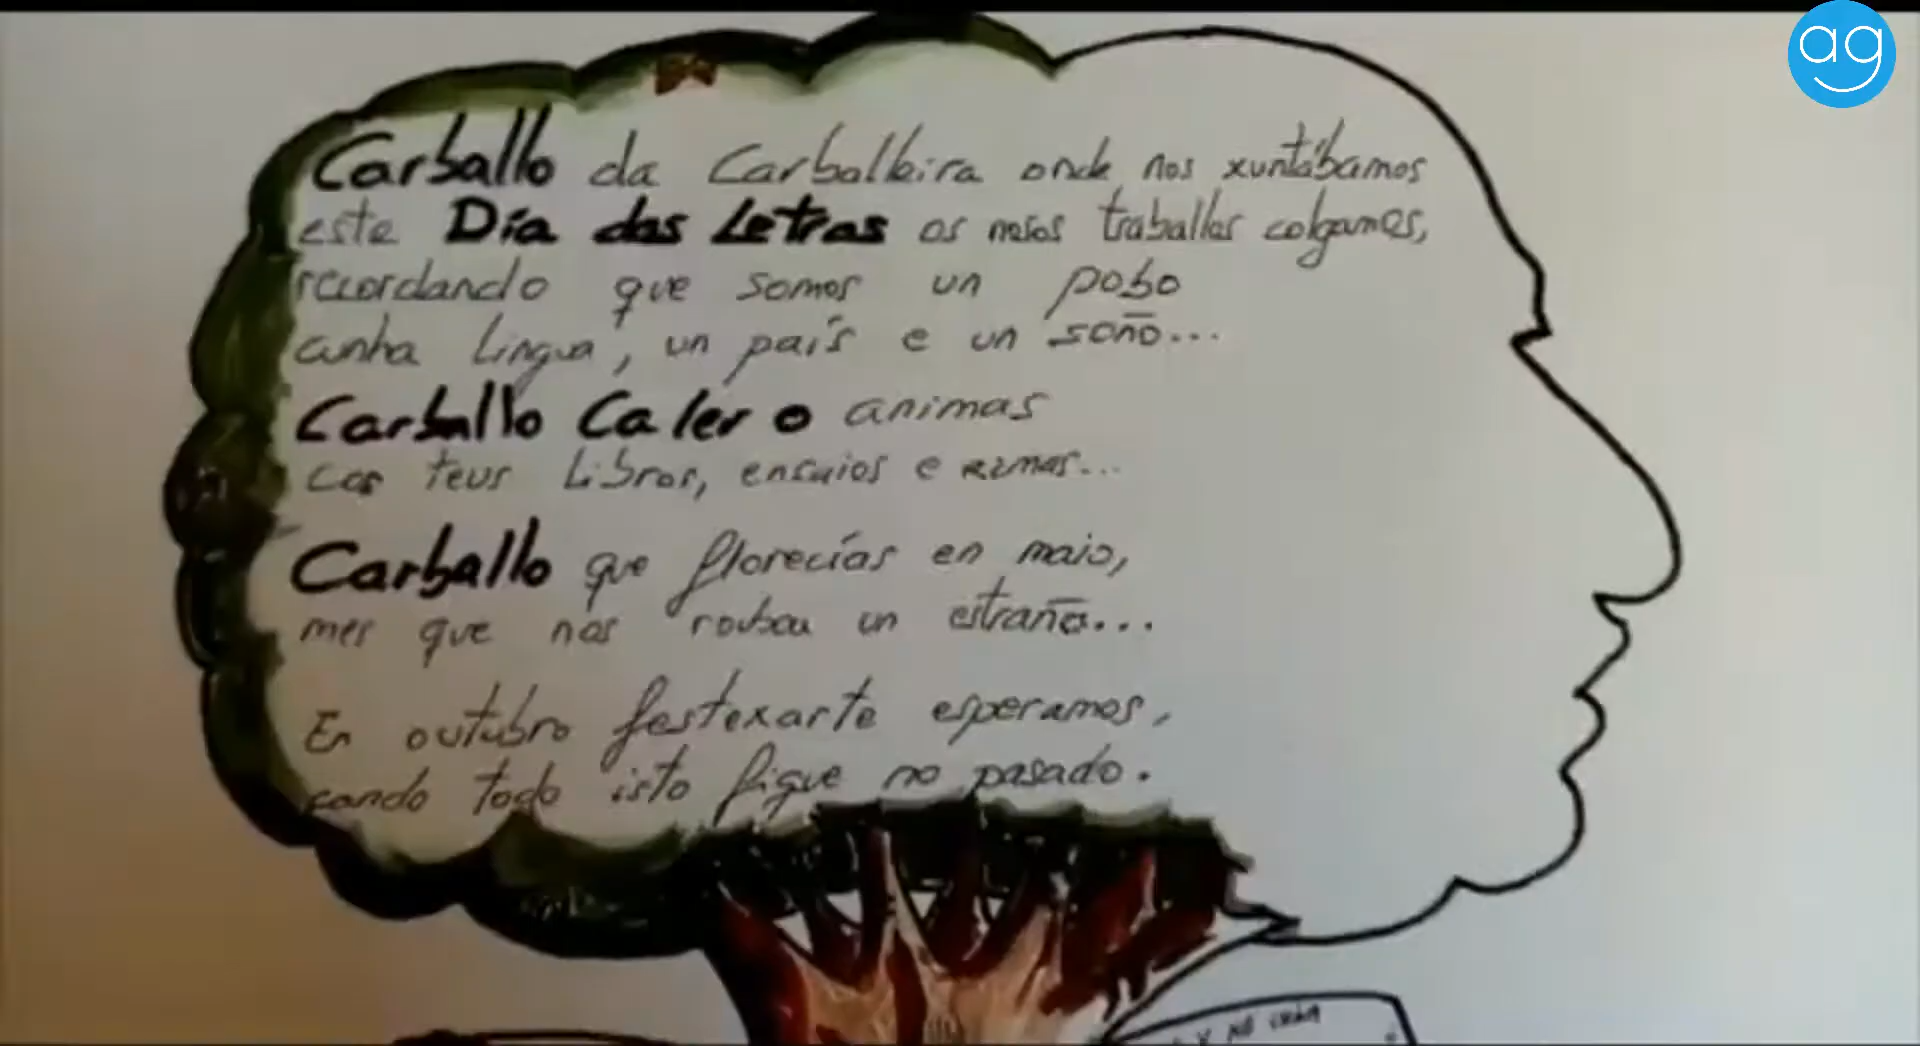 ag
Carballo da Carballeira onde nos xuntábamos
este Día das Letras os nosos traballos colgamos,
recordando que somos un pobo
cunha lingua, un país e un soño...
Carballo Calero animas
cos teus libros, ensaios e rimas...
Carballo que florecías en maio,
mes que nos roubou un estraño...
En outubro festexarte esperamos,
cando todo isto fique no pasado.